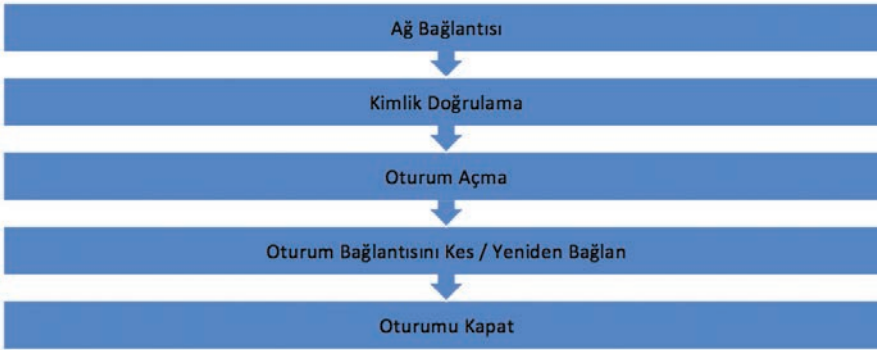 Ağ Bağlantısı
Kimlik Doğrulama
Oturum Açma
Oturum Bağlantısını Kes / Yeniden Bağlan
Oturumu Kapat